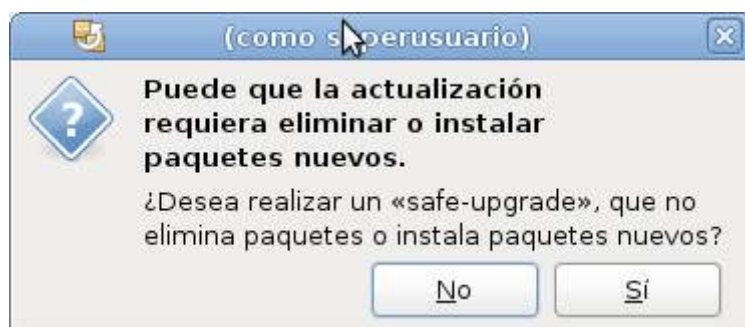 (como superusuario)
Puede que la actualización
requiera eliminar o instalar
paquetes nuevos.
¿Desea realizar un «safe-upgrade», que no
elimina paquetes o instala paquetes nuevos?
No Sí